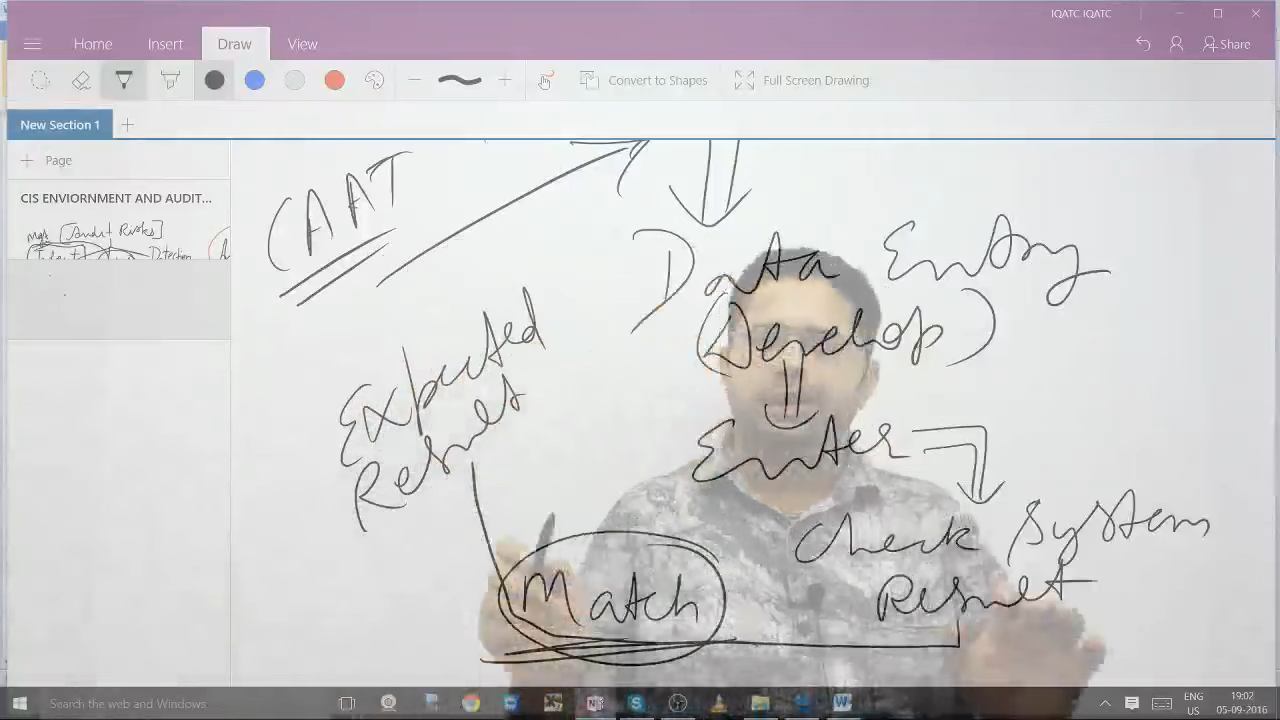 IQATC IQATC
Home Insert Draw View
Share
Convert to Shapes Full Screen Drawing
New Section 1
Page
CIS ENVIORNMENT AND AUDIT...
Detection
CAAT
Data Entry
(Develop)
Enter
Expected
Result
Check System
Result
Match
Search the web and Windows
ENG
US
19:02
05-09-2016